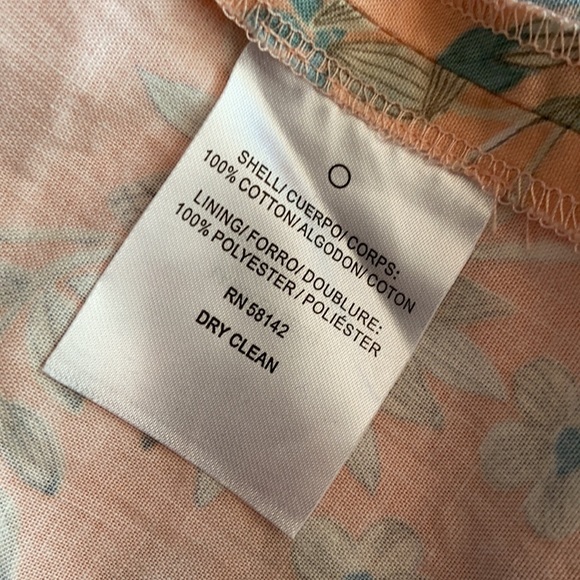 SHELL/ CUERPO/ CORPS:
100% COTTON/ ALGODON/ COTON
LINING/ FORRO/ DOUBLURE:
100% POLYESTER / POLIÉSTER
RN 58142
DRY CLEAN